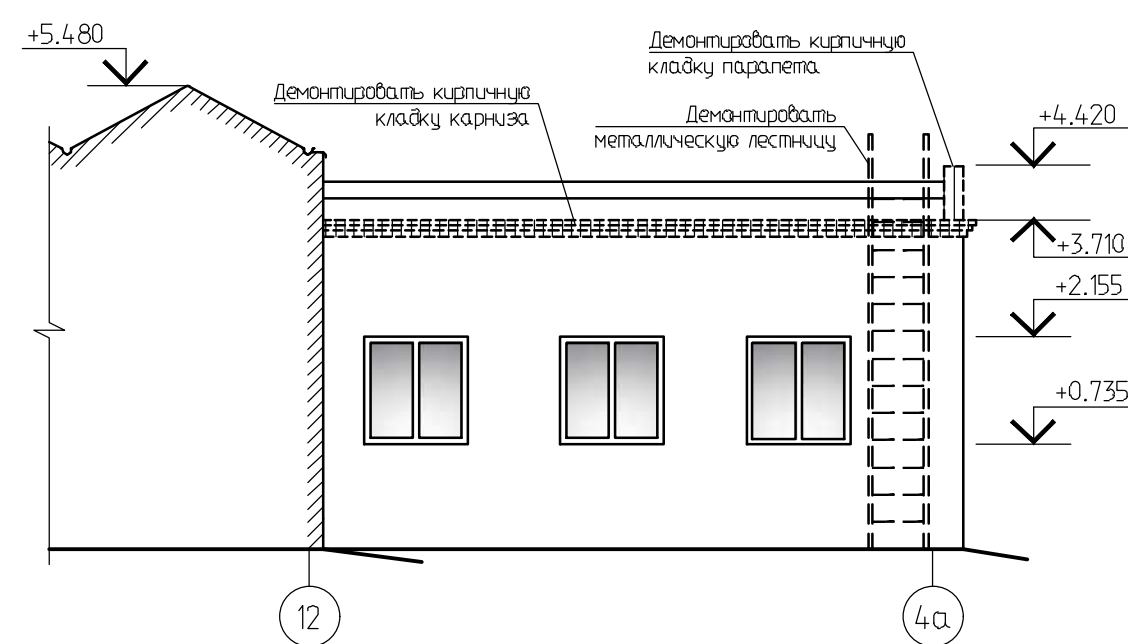 +5.480
Демонтировать кирпичную
кладку парапета
Демонтировать кирпичную
кладку карниза
Демонтировать
металлическую лестницу
+4.420
+3.710
+2.155
+0.735
12
4а